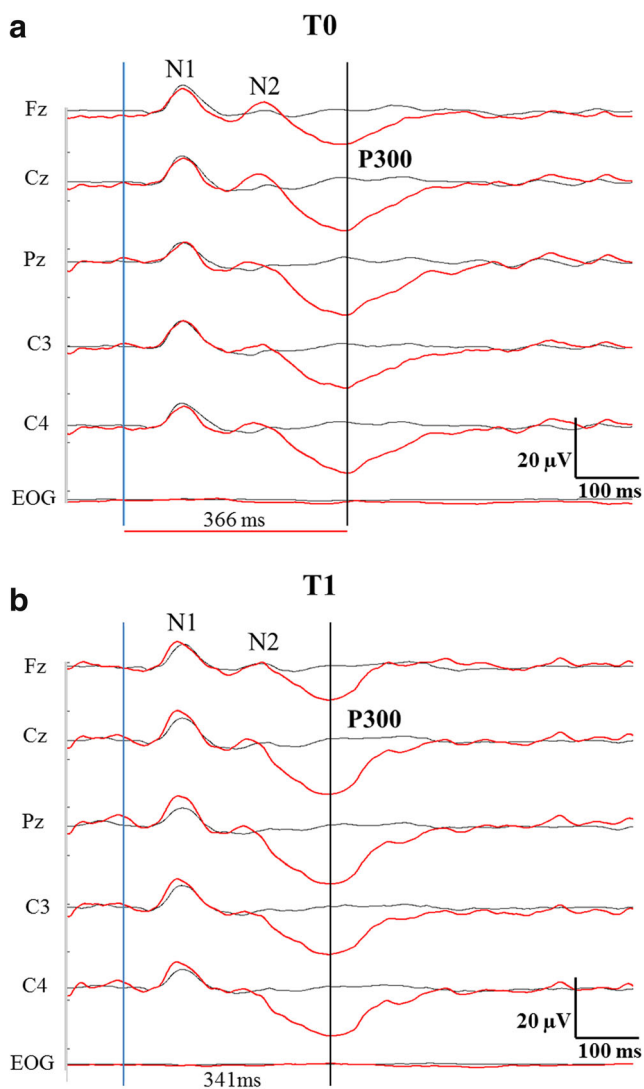 a
T0
N1
N2
Fz
P300
Cz
Pz
C3
C4
20 µV
100 ms
EOG
366 ms
b
T1
N1
N2
Fz
P300
Cz
Pz
C3
C4
20 µV
100 ms
EOG
341ms